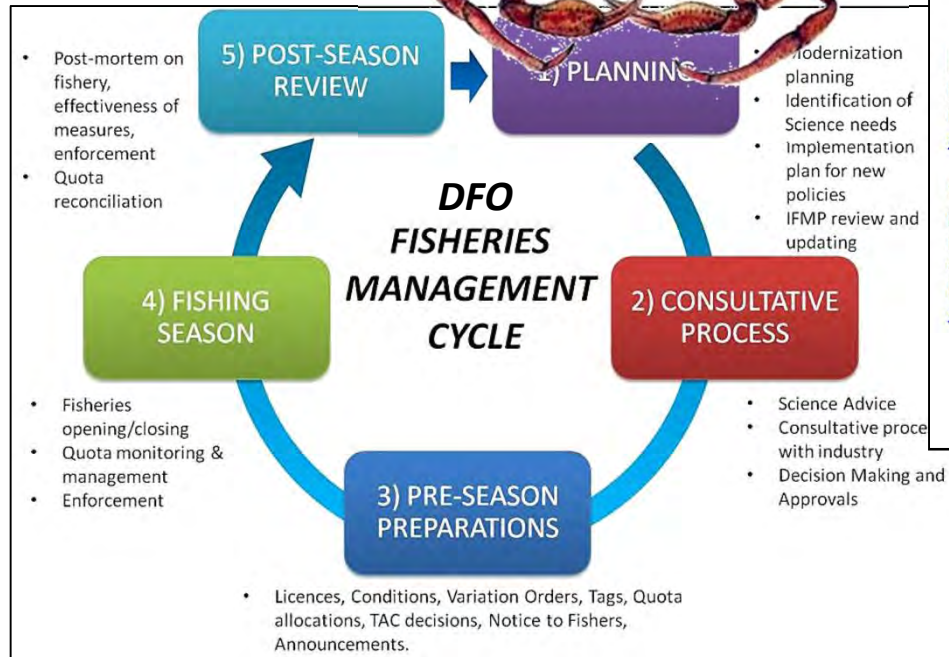 • Post-mortem on
fishery,
effectiveness of
measures,
enforcement
• Quota
reconciliation
5) POST-SEASON
REVIEW
1) PLANNING
planning
• Identification of
Science needs
• Implementation
plan for new
policies
• IFMP review and
updating
DFO
FISHERIES
MANAGEMENT
CYCLE
4) FISHING
SEASON
2) CONSULTATIVE
PROCESS
• Fisheries
opening/closing
• Quota monitoring &
management
• Enforcement
• Science Advice
• Consultative
with industry
• Decision Making and
Approvals
3) PRE-SEASON
PREPARATIONS
• Licences, Conditions, Variation Orders, Tags, Quota
allocations, TAC decisions, Notice to Fishers,
Announcements.